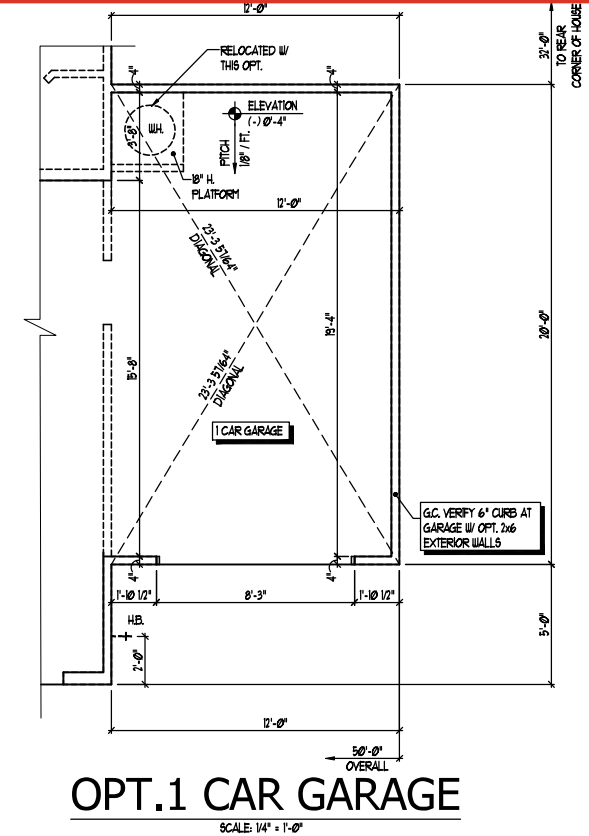 12'-0"
32'-0"
TO REAR
CORNER OF HOUSE
RELOCATED W/
THIS OPT.
4"
4"
ELEVATION
(-) 0'-4"
W.H.
3'-8"
PITCH
1/8" / FT.
18" H.
PLATFORM
12'-0"
23'-3 57/64"
DIAGONAL
19'-4"
20'-0"
15'-8"
23'-3 57/64"
DIAGONAL
1 CAR GARAGE
G.C. VERIFY 6" CURB AT
GARAGE W/ OPT. 2x6
EXTERIOR WALLS
4"
4"
1'-10 1/2"
8'-3"
1'-10 1/2"
H.B.
2'-0"
5'-0"
12'-0"
50'-0"
OVERALL
OPT.1 CAR GARAGE
SCALE: 1/4" = 1'-0"